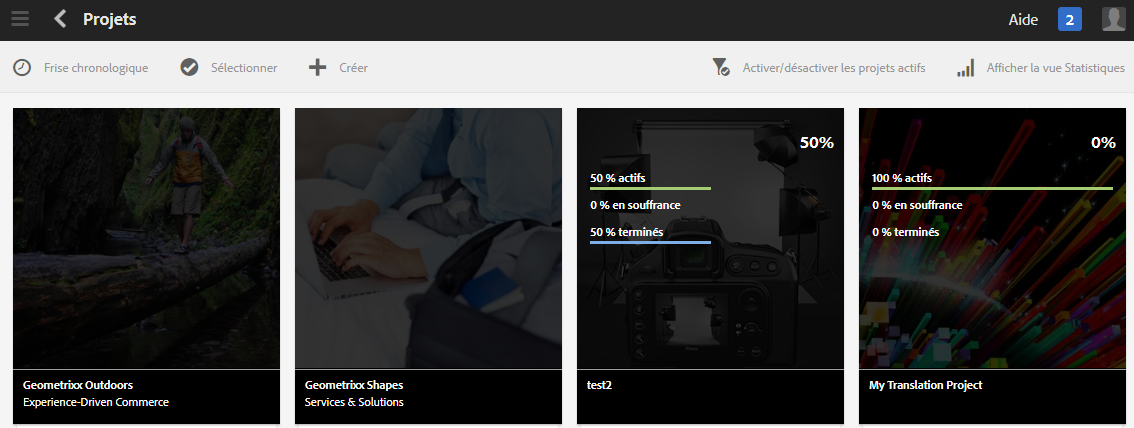 Projets
Aide
2
Frise chronologique
Sélectionner
Créer
Activer/désactiver les projets actifs
Afficher la vue Statistiques
Geometrixx Outdoors
Experience-Driven Commerce
Geometrixx Shapes
Services & Solutions
50%
50 % actifs
0 % en souffrance
50 % terminés
test2
0%
100 % actifs
0 % en souffrance
0 % terminés
My Translation Project